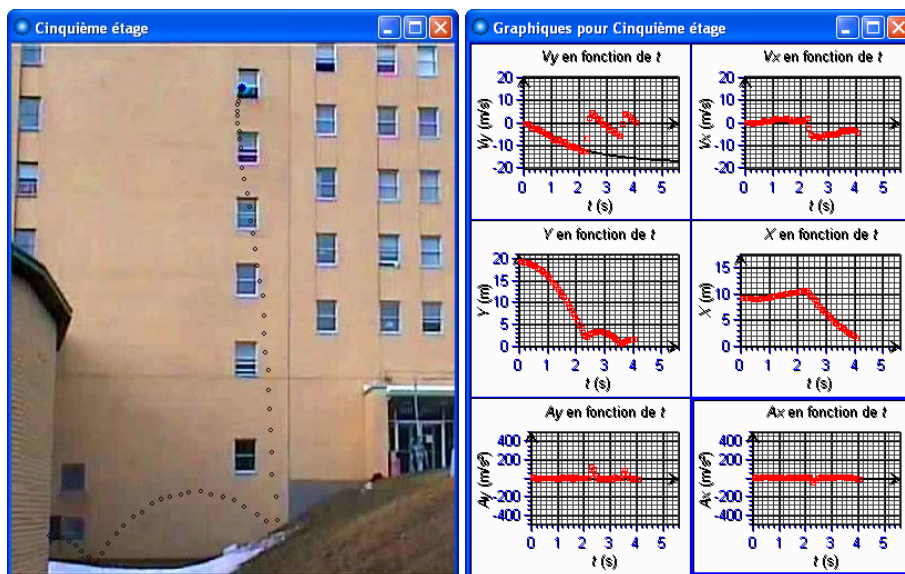 Cinquième étage
Graphiques pour Cinquième étage
Vy en fonction de t
20
10
0
-10
-20
Vy (m/s)
0 1 2 3 4 5
t (s)
Vx en fonction de t
20
10
0
-10
-20
Vx (m/s)
0 1 2 3 4 5
t (s)
Y en fonction de t
20
15
10
5
0
Y (m)
0 1 2 3 4 5
t (s)
X en fonction de t
15
10
5
0
X (m)
0 1 2 3 4 5
t (s)
Ay en fonction de t
400
200
0
-200
-400
Ay (m/s²)
0 1 2 3 4 5
t (s)
Ax en fonction de t
400
200
0
-200
-400
Ax (m/s²)
0 1 2 3 4 5
t (s)